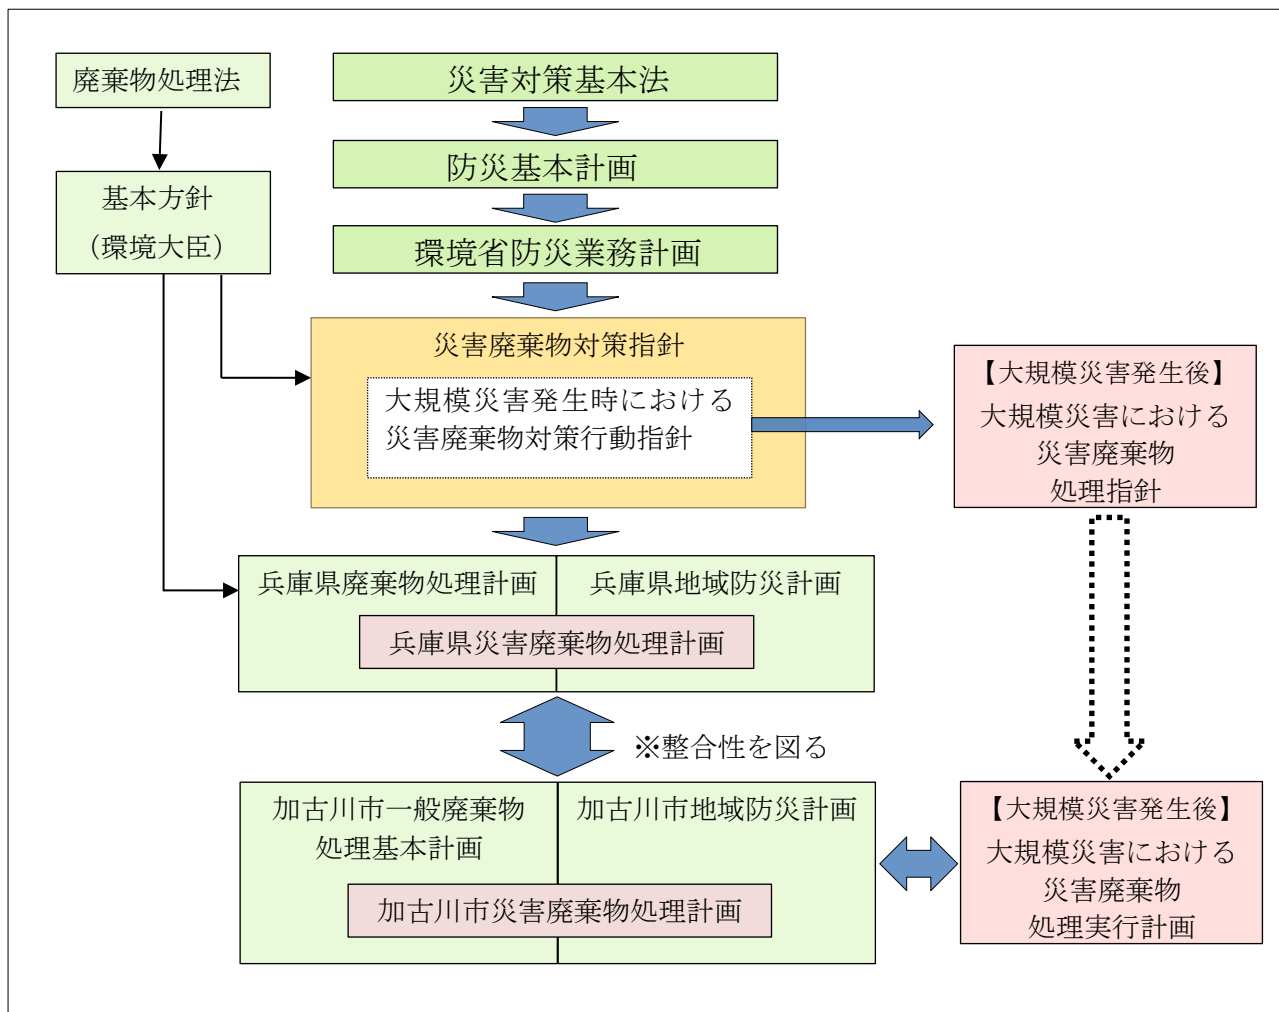 廃棄物処理法
災害対策基本法
防災基本計画
基本方針
（環境大臣）
環境省防災業務計画
災害廃棄物対策指針
大規模災害発生時における
災害廃棄物対策行動指針
【大規模災害発生後】
大規模災害における
災害廃棄物
処理指針
兵庫県廃棄物処理計画
兵庫県地域防災計画
兵庫県災害廃棄物処理計画
※整合性を図る
加古川市一般廃棄物
処理基本計画
加古川市地域防災計画
加古川市災害廃棄物処理計画
【大規模災害発生後】
大規模災害における
災害廃棄物
処理実行計画